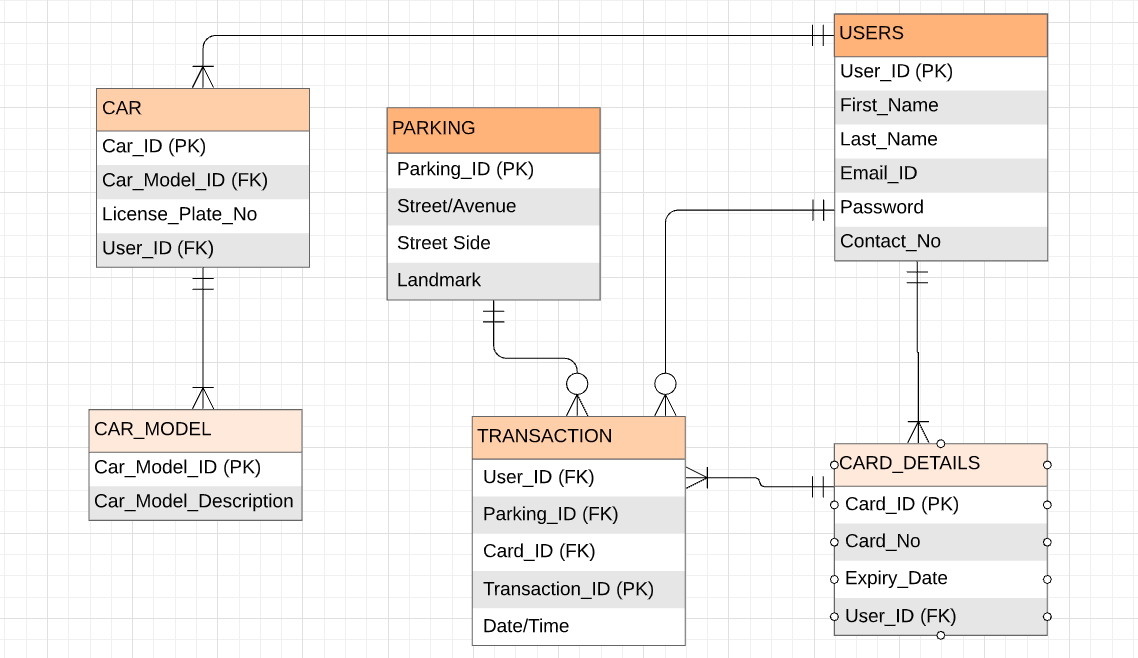 USERS
User_ID (PK)
First_Name
Last_Name
Email_ID
Password
Contact_No
CAR
Car_ID (PK)
Car_Model_ID (FK)
License_Plate_No
User_ID (FK)
PARKING
Parking_ID (PK)
Street/Avenue
Street Side
Landmark
CAR_MODEL
Car_Model_ID (PK)
Car_Model_Description
TRANSACTION
User_ID (FK)
Parking_ID (FK)
Card_ID (FK)
Transaction_ID (PK)
Date/Time
CARD_DETAILS
Card_ID (PK)
Card_No
Expiry_Date
User_ID (FK)